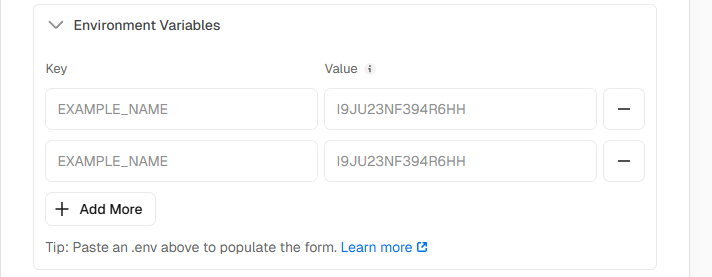 Environment Variables
Key Value i
EXAMPLE_NAME I9JU23NF394R6HH
EXAMPLE_NAME I9JU23NF394R6HH
Add More
Tip: Paste an .env above to populate the form. Learn more